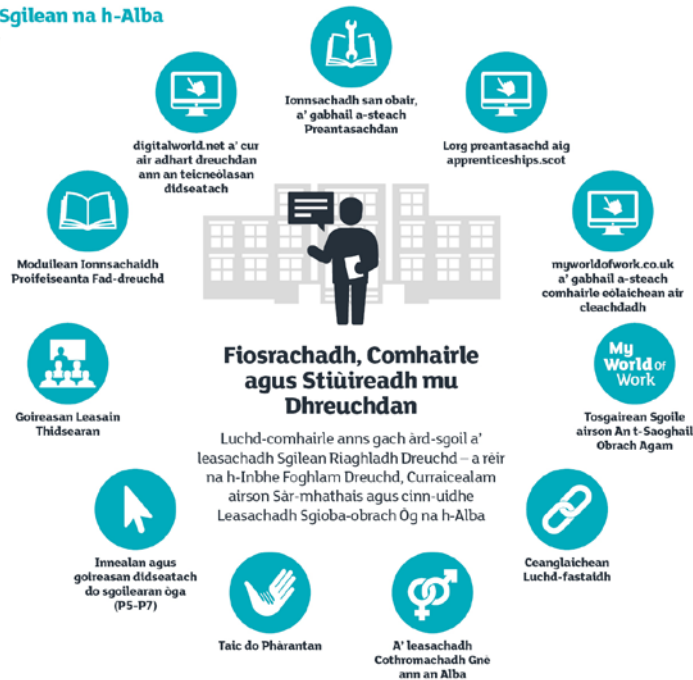 Sgilean na h-Alba
Ionnsachadh san obair,
a' gabhail a-steach
Preantasachdan
digitalworld.net a' cur
air adhart dreuchdan
ann an teicneòlasan
didseatach
Lorg preantasachd aig
apprenticeships.scot
Moduilean Ionnsachaidh
Proifeiseanta Fad-dreuchd
myworldofwork.co.uk
a' gabhail a-steach
comhairle eòlaichean air
cleachdadh
Goireasan Leasain
Thidsearan
My
World of
Work
Tosgairean Sgoile
airson An t-Saoghail
Obrach Agam
Fiosrachadh, Comhairle
agus Stiùireadh mu
Dhreuchdan
Luchd-comhairle anns gach àrd-sgoil a'
leasachadh Sgilean Riaghladh Dreuchd – a rèir
na h-Inbhe Foghlam Dreuchd, Curraicealam
airson Sàr-mhathais agus cinn-uidhe
Leasachadh Sgioba-obrach Òg na h-Alba
Innealan agus
goireasan didseatach
do sgoilearan òga
(P5-P7)
Taic do Phàrantan
A' leasachadh
Cothromachadh Gnè
ann an Alba
Ceanglaichean
Luchd-fastaidh